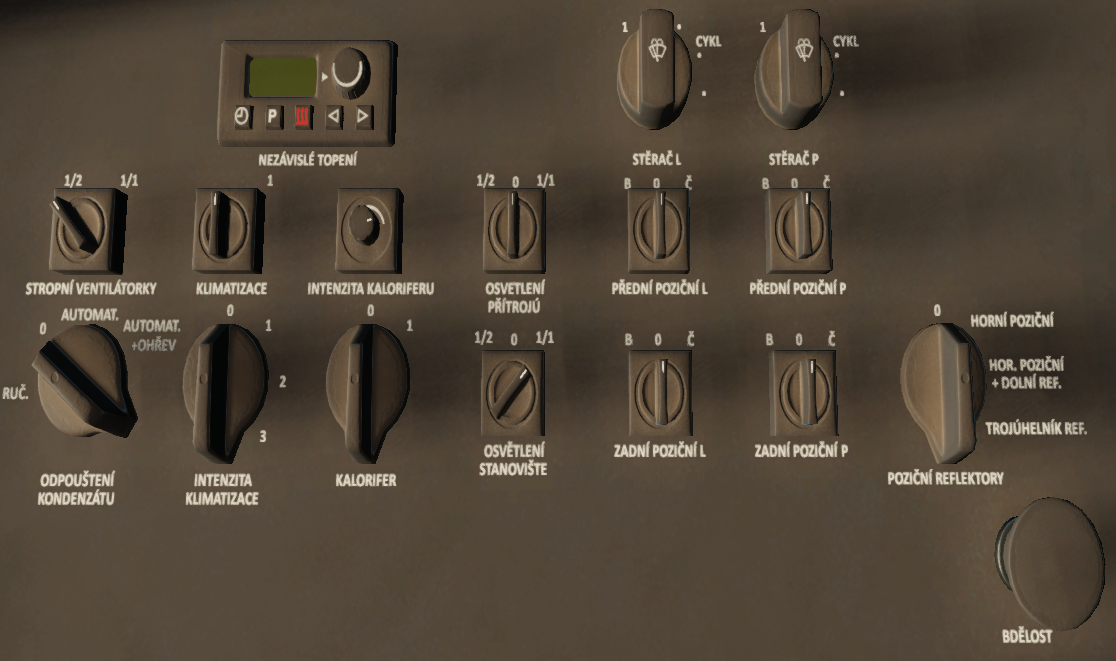 1
CYKL
1
CYKL
P
NEZÁVISLÉ TOPENÍ
STĚRAČ L
STĚRAČ P
1/2
1/1
1
1/2 0 1/1
B 0 Č
B 0 Č
STROPNÍ VENTILÁTORKY
KLIMATIZACE
INTENZITA KALORIFERU
OSVETLENÍ
PŘÍTROJŮ
PŘEDNÍ POZIČNÍ L
PŘEDNÍ POZIČNÍ P
RUČ.
0
AUTOMAT.
AUTOMAT.
+OHŘEV
0
1
2
3
0
1
1/2 0 1/1
B 0 Č
B 0 Č
0
HORNÍ POZIČNÍ
HOR. POZIČNÍ
+ DOLNÍ REF.
TROJÚHELNÍK REF.
ODPOUŠTENÍ
KONDENZÁTU
INTENZITA
KLIMATIZACE
KALORIFER
OSVĚTLENÍ
STANOVIŠTE
ZADNÍ POZIČNÍ L
ZADNÍ POZIČNÍ P
POZIČNÍ REFLEKTORY
BDĚLOST